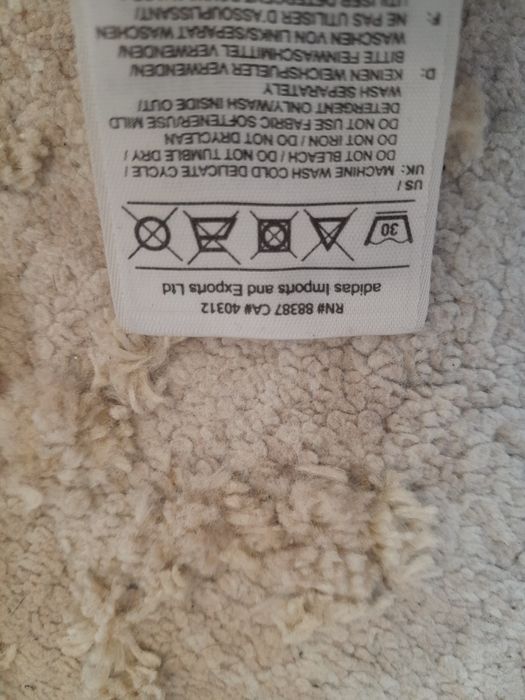 RN# 88387 CA# 40312
adidas Imports and Exports Ltd
30
US /
UK: MACHINE WASH COLD DELICATE CYCLE /
DO NOT BLEACH / DO NOT TUMBLE DRY /
DO NOT IRON / DO NOT DRYCLEAN
DO NOT USE FABRIC SOFTENER/USE MILD
DETERGENT ONLY/WASH INSIDE OUT/
WASH SEPARATELY
D: KEINEN WEICHSPUELER VERWENDEN/
BITTE FEINWASCHMITTEL VERWENDEN/
WASCHEN VON LINKS/SEPARAT WASCHEN
F: NE PAS UTILISER D'ASSOUPLISSANT/